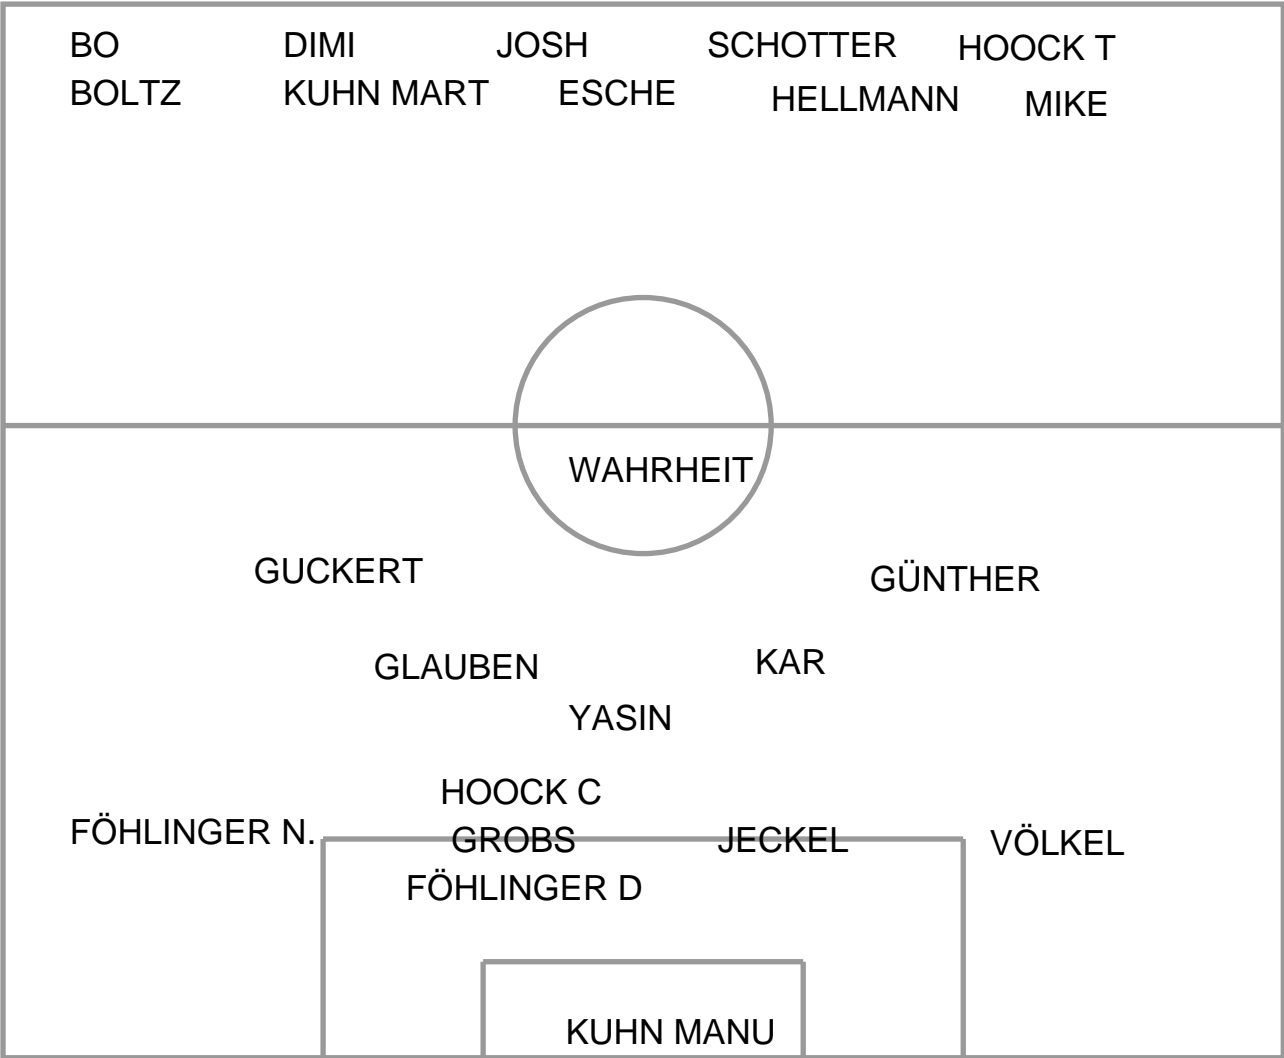 BO DIMI JOSH SCHOTTER HOOCK T
BOLTZ KUHN MART ESCHE HELLMANN MIKE
WAHRHEIT
GUCKERT GÜNTHER
GLAUBEN KAR
YASIN
HOOCK C
FÖHLINGER N. GROBS JECKEL VÖLKEL
FÖHLINGER D
KUHN MANU